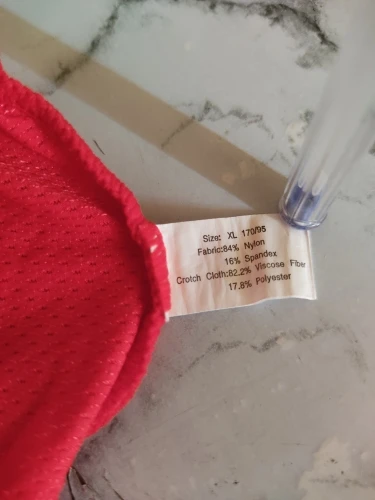 Size: XL 170/95
Fabric:84% Nylon
16% Spandex
Crotch Cloth:82.2% Viscose Fiber
17.8% Polyester